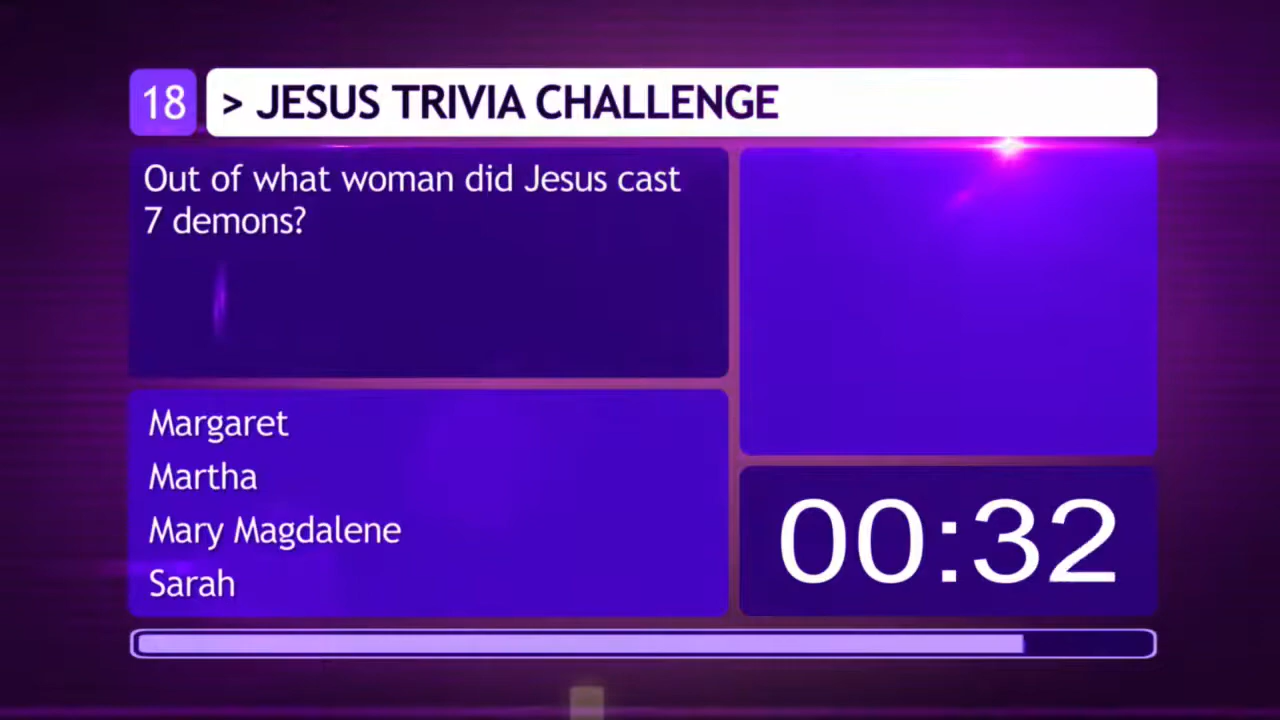 18
> JESUS TRIVIA CHALLENGE
Out of what woman did Jesus cast
7 demons?
Margaret
Martha
Mary Magdalene
Sarah
00:32